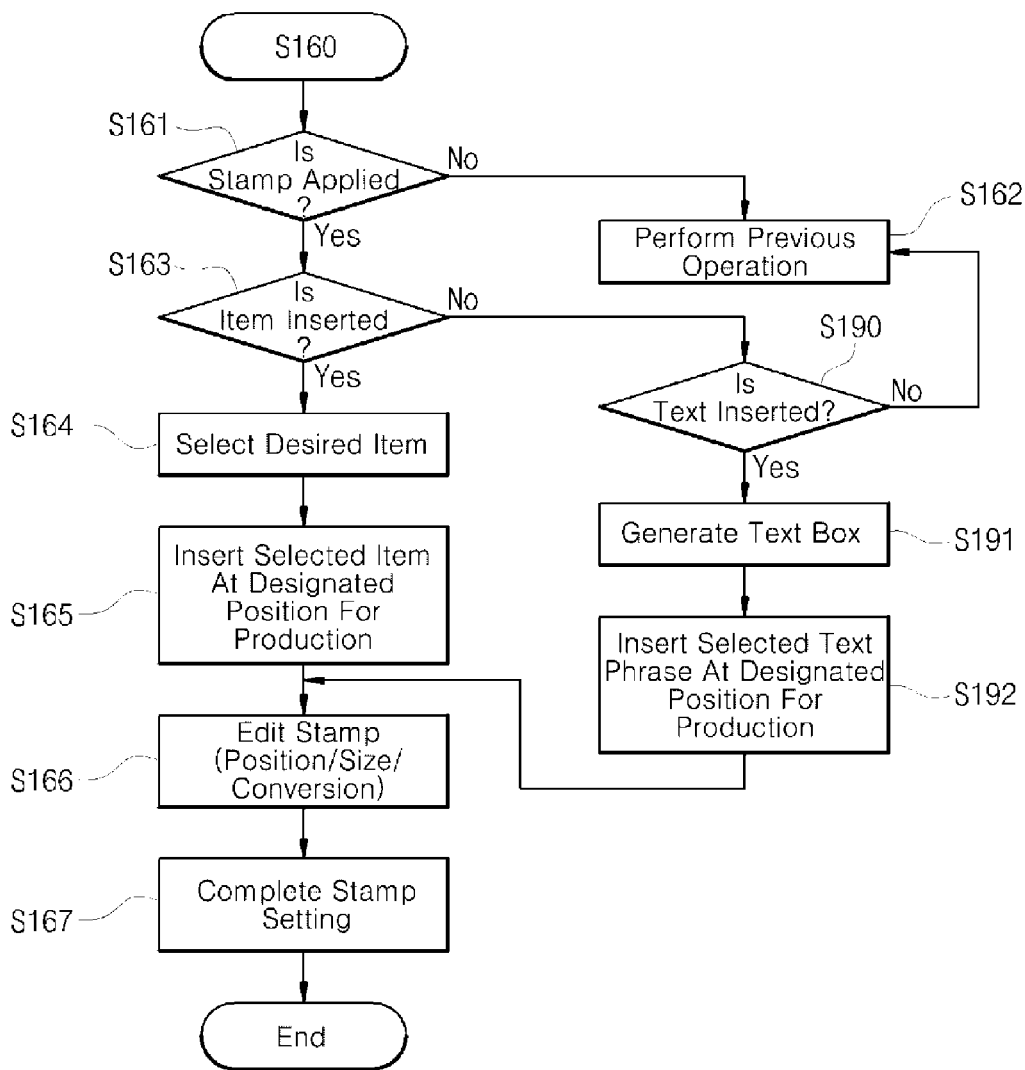 S160
S161
Is
Stamp Applied
?
No
Yes
S162
Perform Previous
Operation
S163
Is
Item Inserted
?
No
Yes
S190
Is
Text Inserted?
No
Yes
S164
Select Desired Item
Generate Text Box
S191
S165
Insert Selected Item
At Designated
Position For
Production
Insert Selected Text
Phrase At Designated
Position For
Production
S192
S166
Edit Stamp
(Position/Size/
Conversion)
S167
Complete Stamp
Setting
End